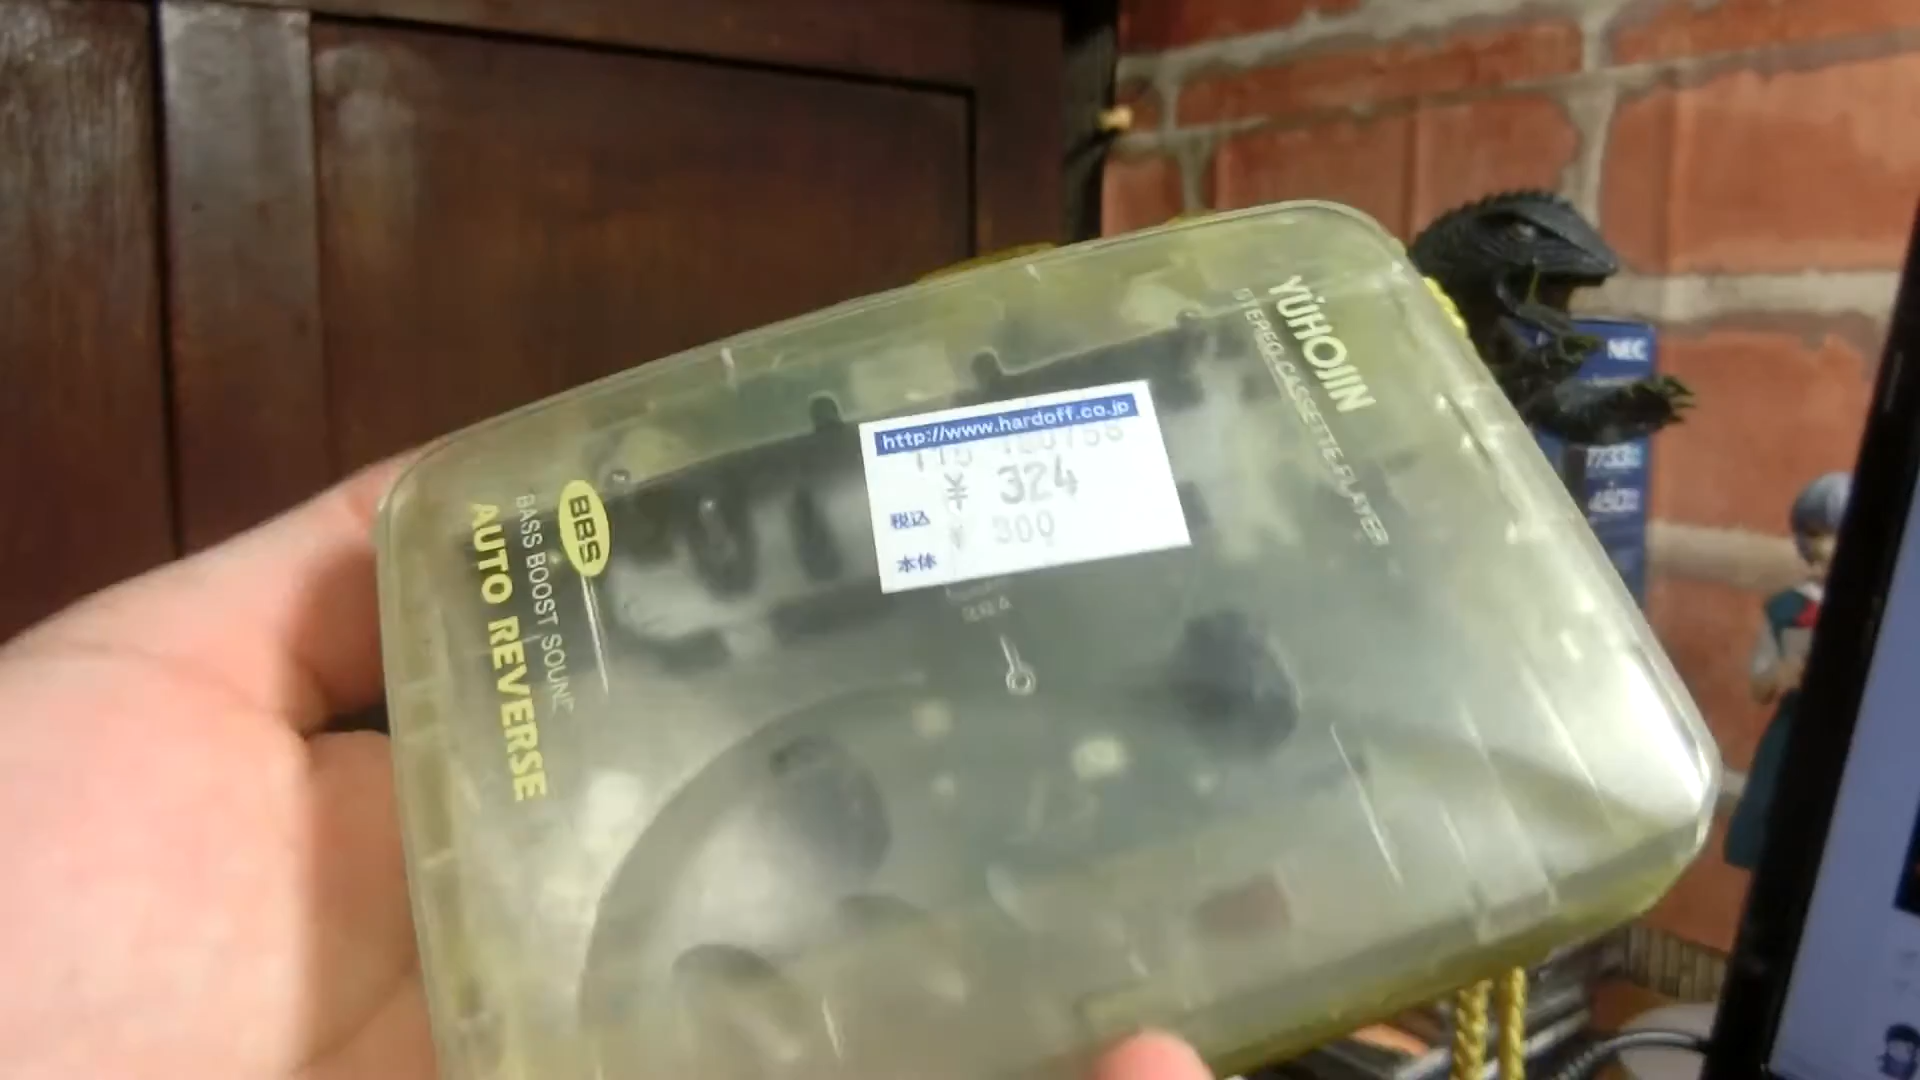 YÜHOJIN
STEREO CASSETTE PLAYER
http://www.hardoff.co.jp
324
税込
300
本体
BBS
BASS BOOST SOUND
AUTO REVERSE
NEC